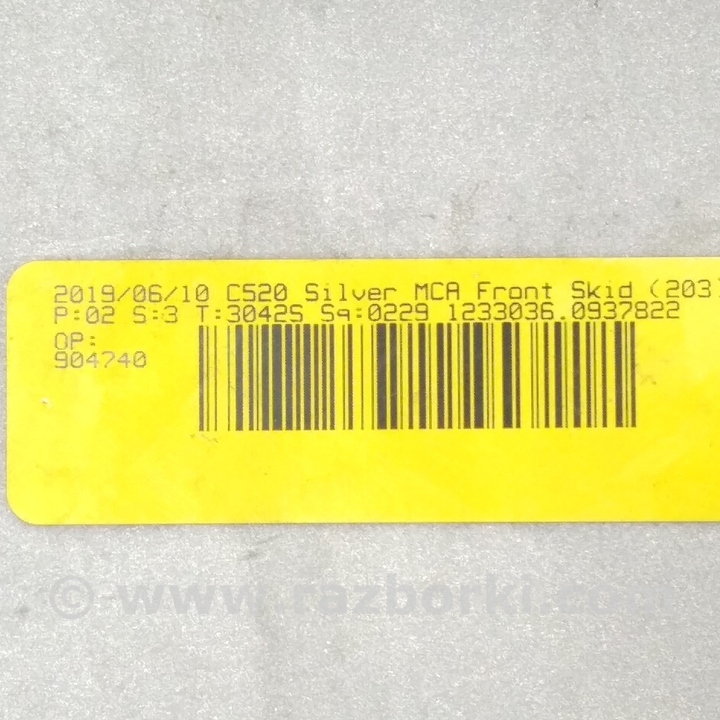 2019/06/10 C520 Silver MCA Front Skid (203)
P:02 S:3 T:3042S Sq:0229 1233036.0937822
OP:
904740
© www.razborki.com